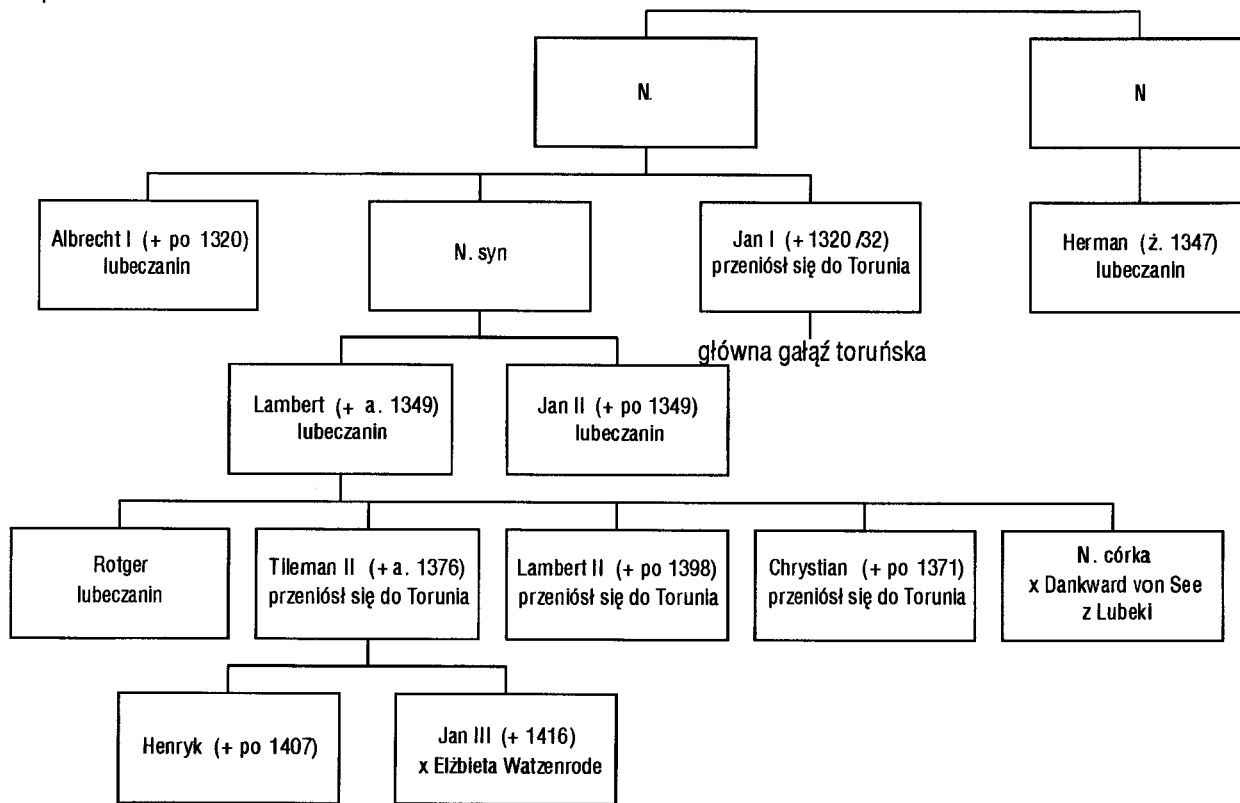 N.
N
Albrecht I (+ po 1320)
lubeczanin
N. syn
Jan I (+ 1320 /32)
przeniósł się do Torunia
Herman (ż. 1347)
lubeczanin
główna gałąź toruńska
Lambert (+ a. 1349)
lubeczanin
Jan II (+ po 1349)
lubeczanin
Rotger
lubeczanin
Tileman II (+ a. 1376)
przeniósł się do Torunia
Lambert II (+ po 1398)
przeniósł się do Torunia
Chrystian (+ po 1371)
przeniósł się do Torunia
N. córka
x Dankward von See
z Lubeki
Henryk (+ po 1407)
Jan III (+ 1416)
x Elżbieta Watzenrode